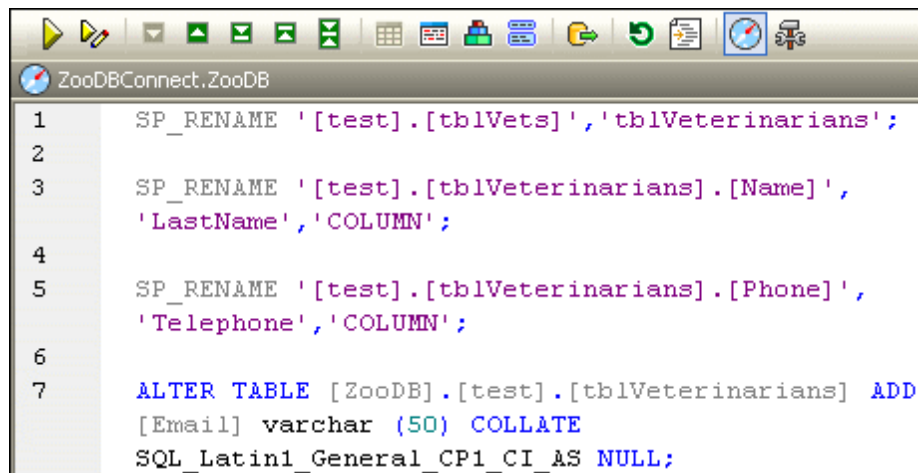 ZooDBConnect.ZooDB
1 SP_RENAME '[test].[tblVets]','tblVeterinarians';
2
3 SP_RENAME '[test].[tblVeterinarians].[Name]',
'LastName','COLUMN';
4
5 SP_RENAME '[test].[tblVeterinarians].[Phone]',
'Telephone','COLUMN';
6
7 ALTER TABLE [ZooDB].[test].[tblVeterinarians] ADD
[Email] varchar (50) COLLATE
SQL_Latin1_General_CP1_CI_AS NULL;